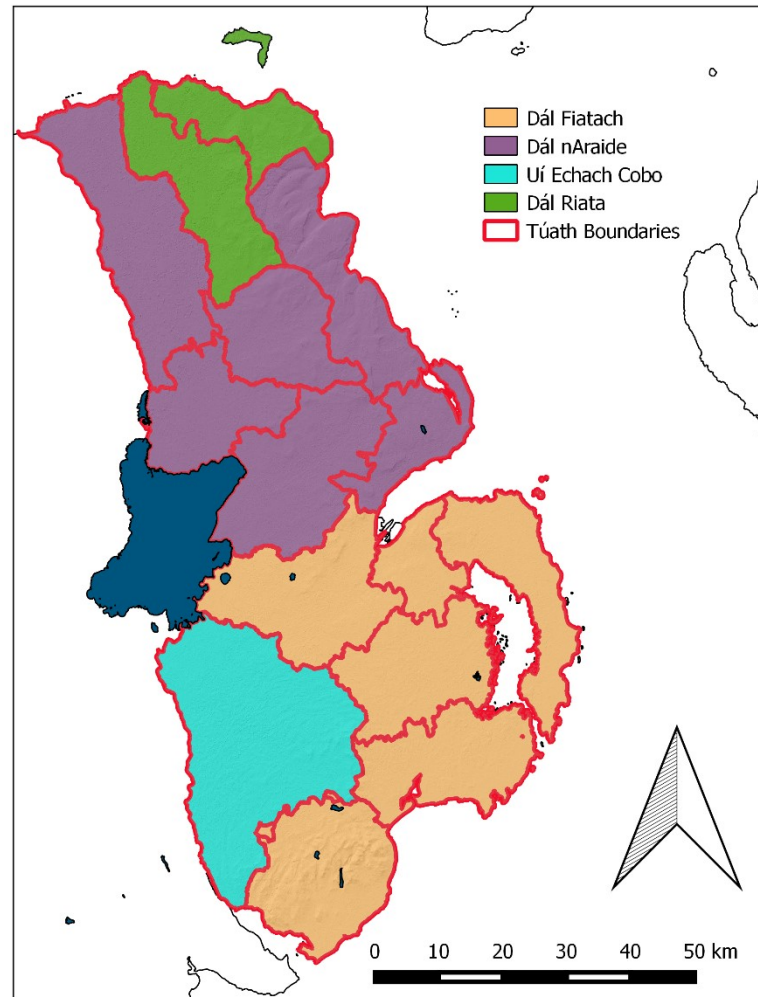 Dál Fiatach
Dál nAraide
Uí Echach Cobo
Dál Riata
Túath Boundaries
0 10 20 30 40 50 km